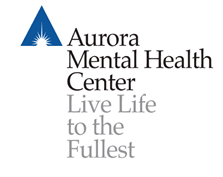 Aurora
Mental Health
Center
Live Life
to the
Fullest